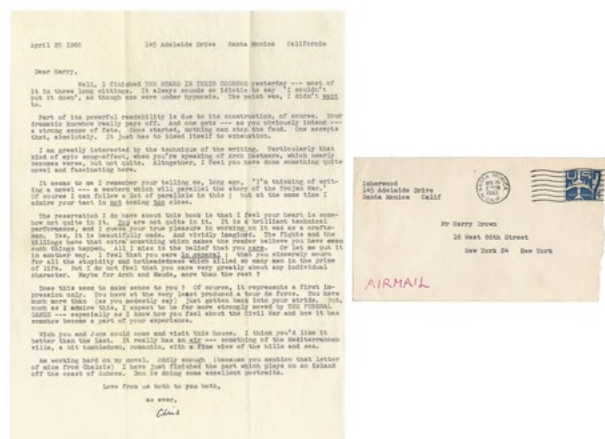 April 25 1960 145 Adelaide Drive Santa Monica California
Dear Harry,
Well, I finished THE STARS IN THEIR COURSES yesterday --- most of
it in three long sittings. It always sounds so idiotic to say 'I couldn't
put it down', as though one were under hypnosis. The point was, I didn't want
to.
Part of its powerful readability is due to its construction, of course. Your
dramatic knowhow really pays off. And one gets --- as you obviously intend ---
a strong sense of fate. Once started, nothing can stop the feud. One accepts
that, absolutely. It just has to bleed itself to exhaustion.
I am greatly interested by the technique of the writing. Particularly that
kind of epic song-effect, when you're speaking of Arch Eastmere, which nearly
becomes verse, but not quite. Altogether, I feel you have done something quite
novel and fascinating here.
It seems to me I remember your telling me, long ago, 'I'm thinking of writ-
ing a novel --- a western which will parallel the story of the Trojan War.'
Of course I can follow a lot of parallels in this ; but at the same time I
admire your tact in not coming too close.
The reservation I do have about this book is that I feel your heart is some-
how not quite in it. You are not quite in it. It is a brilliant technical
performance, and I guess your true pleasure in working on it was as a crafts-
man. Yes, it is beautifully made. And vividly imagined. The fights and the
killings have that extra something which makes the reader believe you have seen
such things happen. All I miss is the belief that you care. Or let me put it
in another way. I feel that you care in general ; that you sincerely mourn
for all the stupidity and hotheadedness which killed so many men in the prime
of life. But I do not feel that you care very greatly about any individual
character. Maybe for Arch and Maude, more than the rest ?
Does this seem to make sense to you ? Of course, it represents a first im-
pression only. You have at the very least produced a tour de force. You have
much more than (as you modestly say) just gotten back into your stride. But,
much as I admire this, I expect to be far more strongly moved by THE FUNERAL
GAMES --- especially as I know how you feel about the Civil War and how it has
somehow become a part of your experience.
Wish you and June could come and visit this house. I think you'd like it
better than the last. It really has an air --- something of the Mediterranean
villa, a bit tumbledown, romantic, with a fine view of the hills and sea.
Am working hard on my novel. Oddly enough (because you mention that letter
of mine from Chalcis) I have just finished the part which plays on an island
off the coast of Euboea. Don is doing some excellent portraits.
Love from us both to you both,
as ever,
Chris
Isherwood
145 Adelaide Drive
Santa Monica Calif
SANTA MONICA
CALIF
1960
Mr Harry Brown
16 West 86th Street
New York 24 New York
AIRMAIL